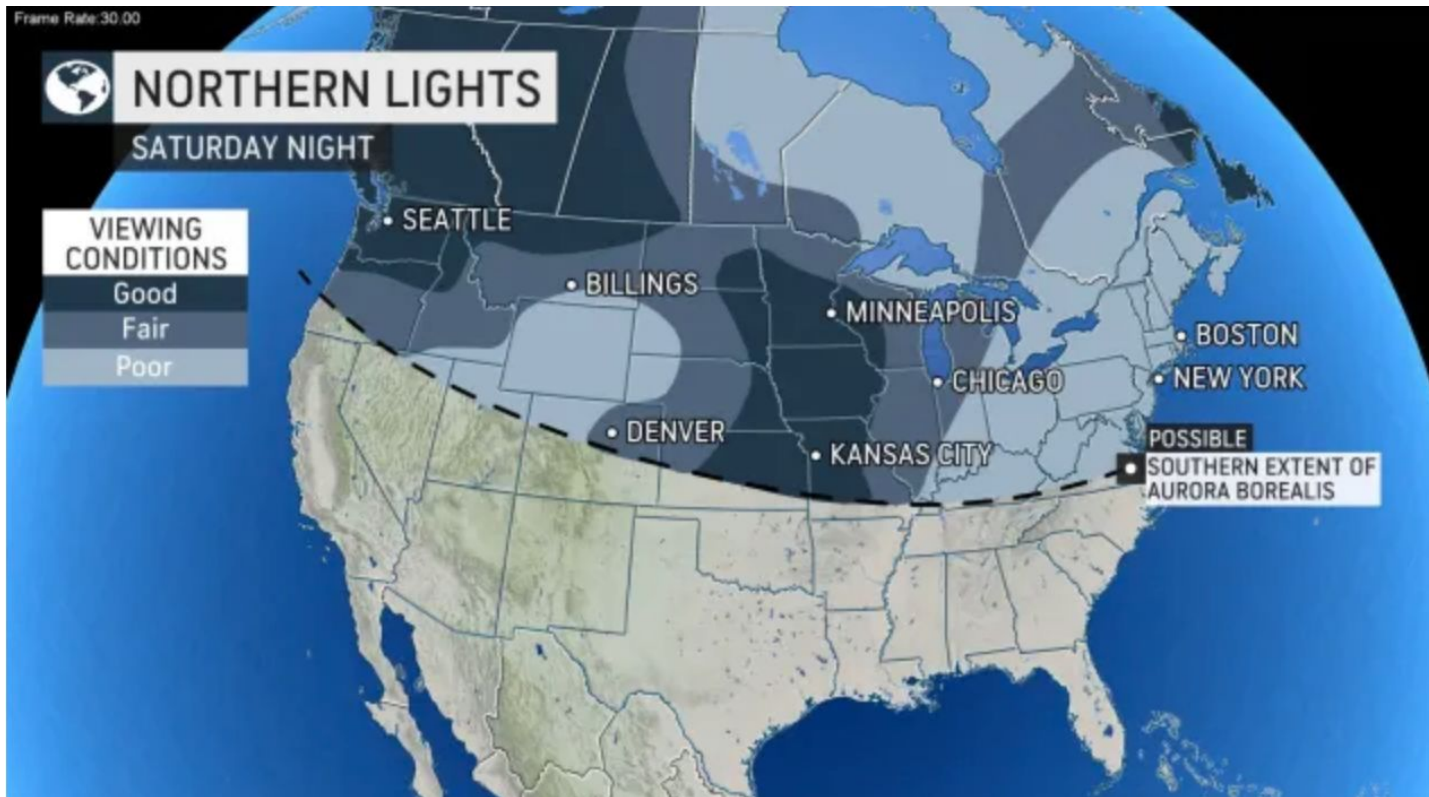 Frame Rate:30.00
NORTHERN LIGHTS
SATURDAY NIGHT
VIEWING
CONDITIONS
Good
Fair
Poor
SEATTLE
BILLINGS
MINNEAPOLIS
BOSTON
NEW YORK
CHICAGO
DENVER
KANSAS CITY
POSSIBLE
SOUTHERN EXTENT OF
AURORA BOREALIS